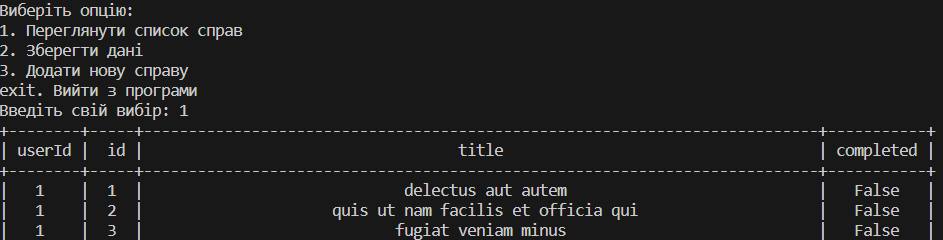 Виберіть опцію:
1. Переглянути список справ
2. Зберегти дані
3. Додати нову справу
exit. Вийти з програми
Введіть свій вибір: 1
+--------+-----+--------------------------------------------------------------------------+-----------+
| userId | id | title | completed |
+--------+-----+--------------------------------------------------------------------------+-----------+
| 1 | 1 | delectus aut autem | False |
| 1 | 2 | quis ut nam facilis et officia qui | False |
| 1 | 3 | fugiat veniam minus | False |